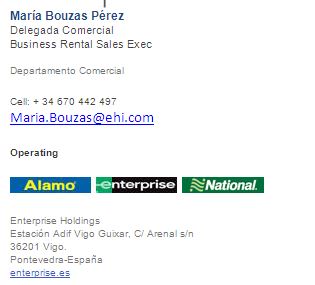 María Bouzas Pérez
Delegada Comercial
Business Rental Sales Exec
Departamento Comercial
Cell: + 34 670 442 497
Maria.Bouzas@ehi.com
Operating
Alamo enterprise National.
Enterprise Holdings
Estación Adif Vigo Guixar, C/ Arenal s/n
36201 Vigo.
Pontevedra-España
enterprise.es